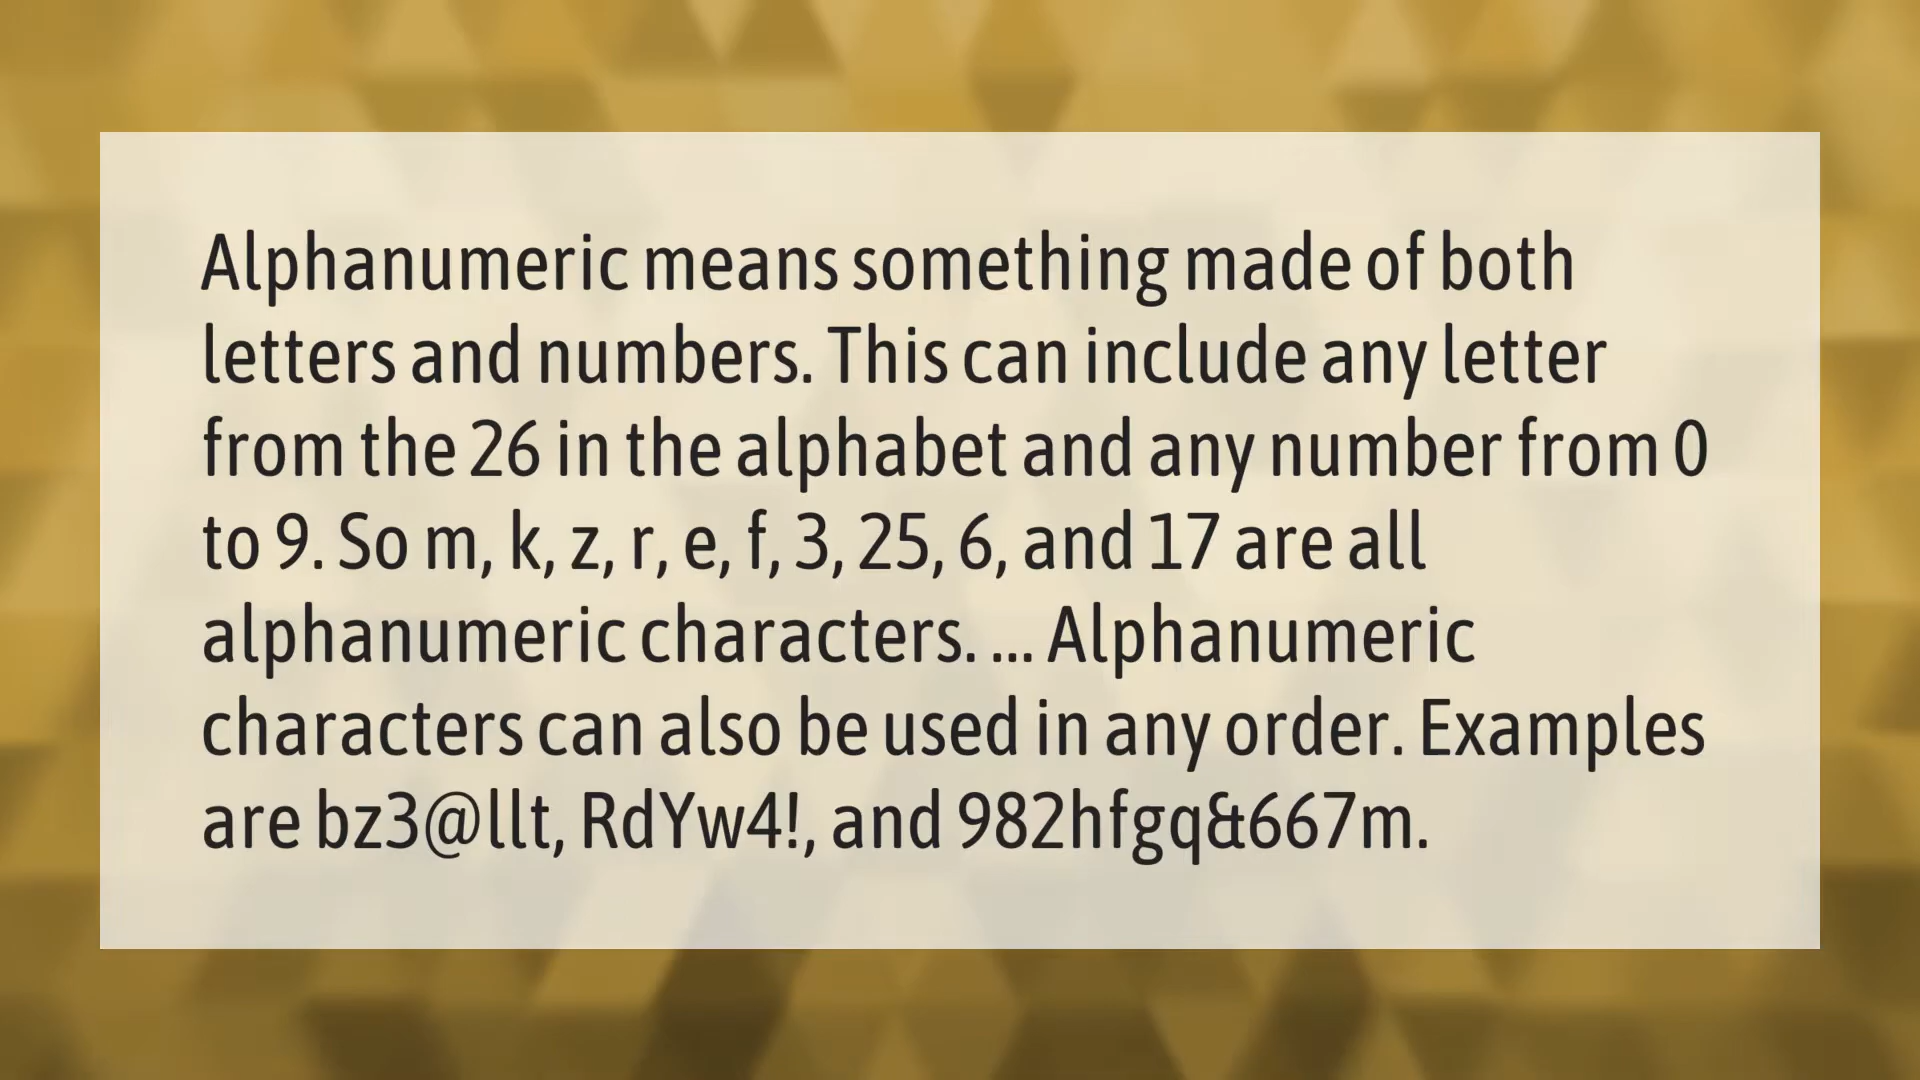 Alphanumeric means something made of both
letters and numbers. This can include any letter
from the 26 in the alphabet and any number from 0
to 9. So m, k, z, r, e, f, 3, 25, 6, and 17 are all
alphanumeric characters. ... Alphanumeric
characters can also be used in any order. Examples
are bz3@llt, RdYw4!, and 982hfgq&667m.